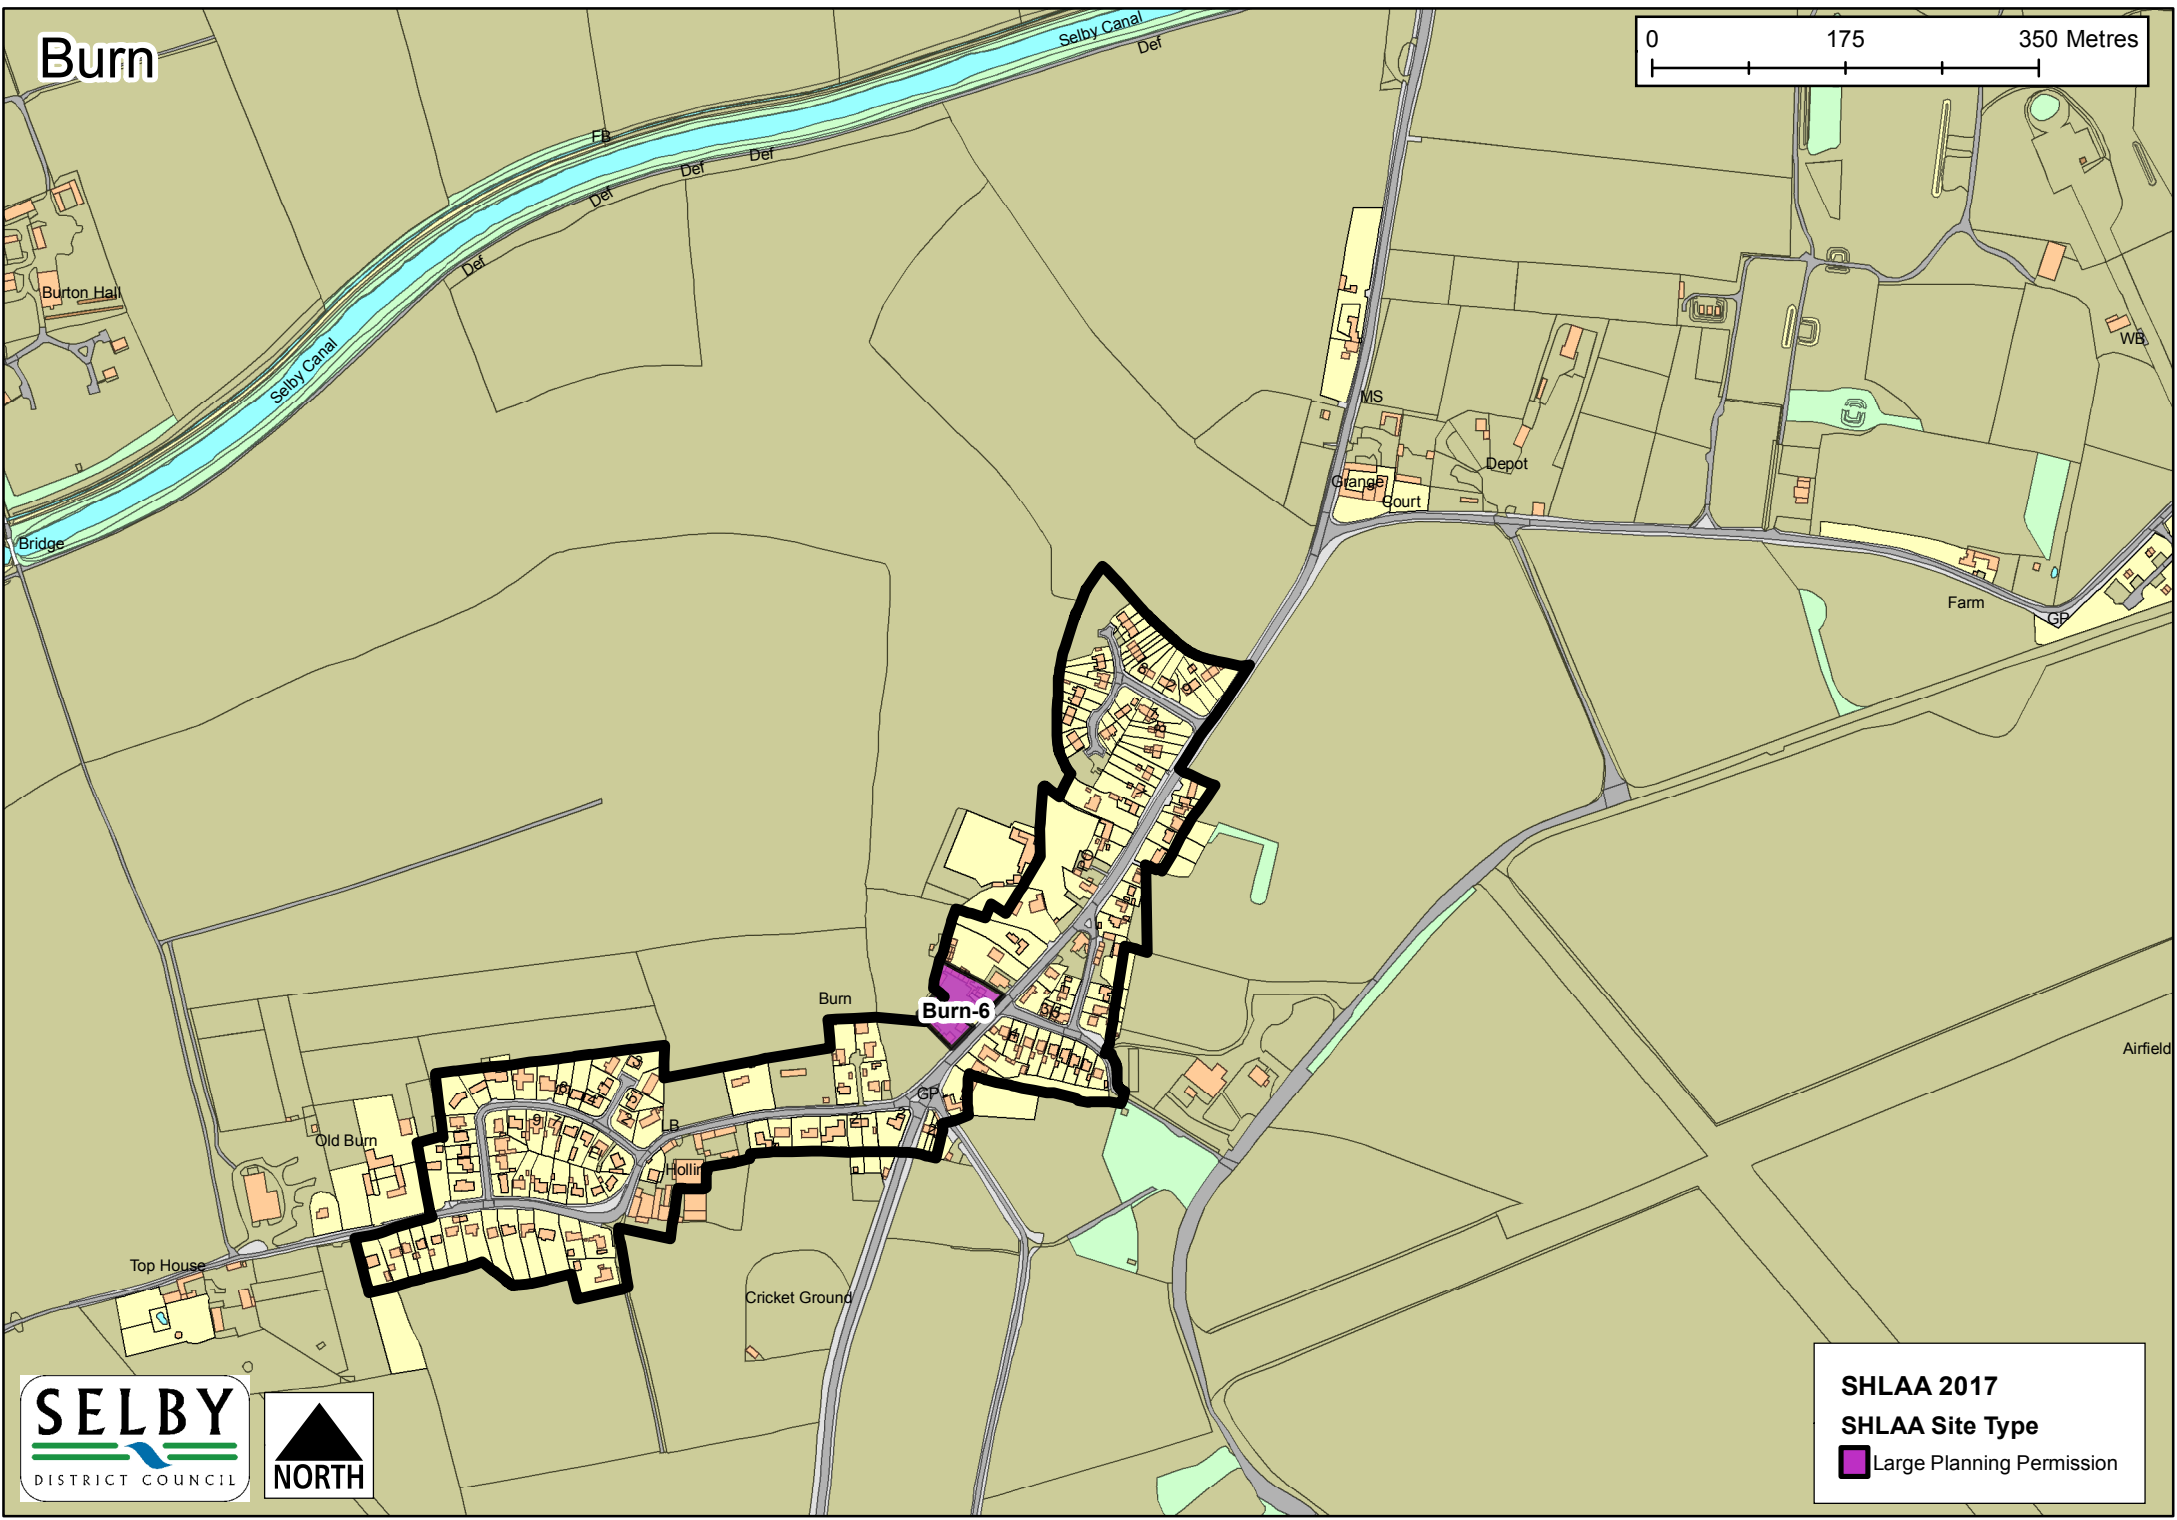 Burn
0 175 350 Metres
Selby Canal
Def
FB
Def
Def
Def
Def
Burton Hall
Selby Canal
WB
MS
Depot
Grange
Court
Bridge
Farm
GP
Burn
Burn-6
Airfield
GP
LB
Old Burn
Hollin
Top House
Cricket Ground
SELBY
DISTRICT COUNCIL
NORTH
SHLAA 2017
SHLAA Site Type
Large Planning Permission